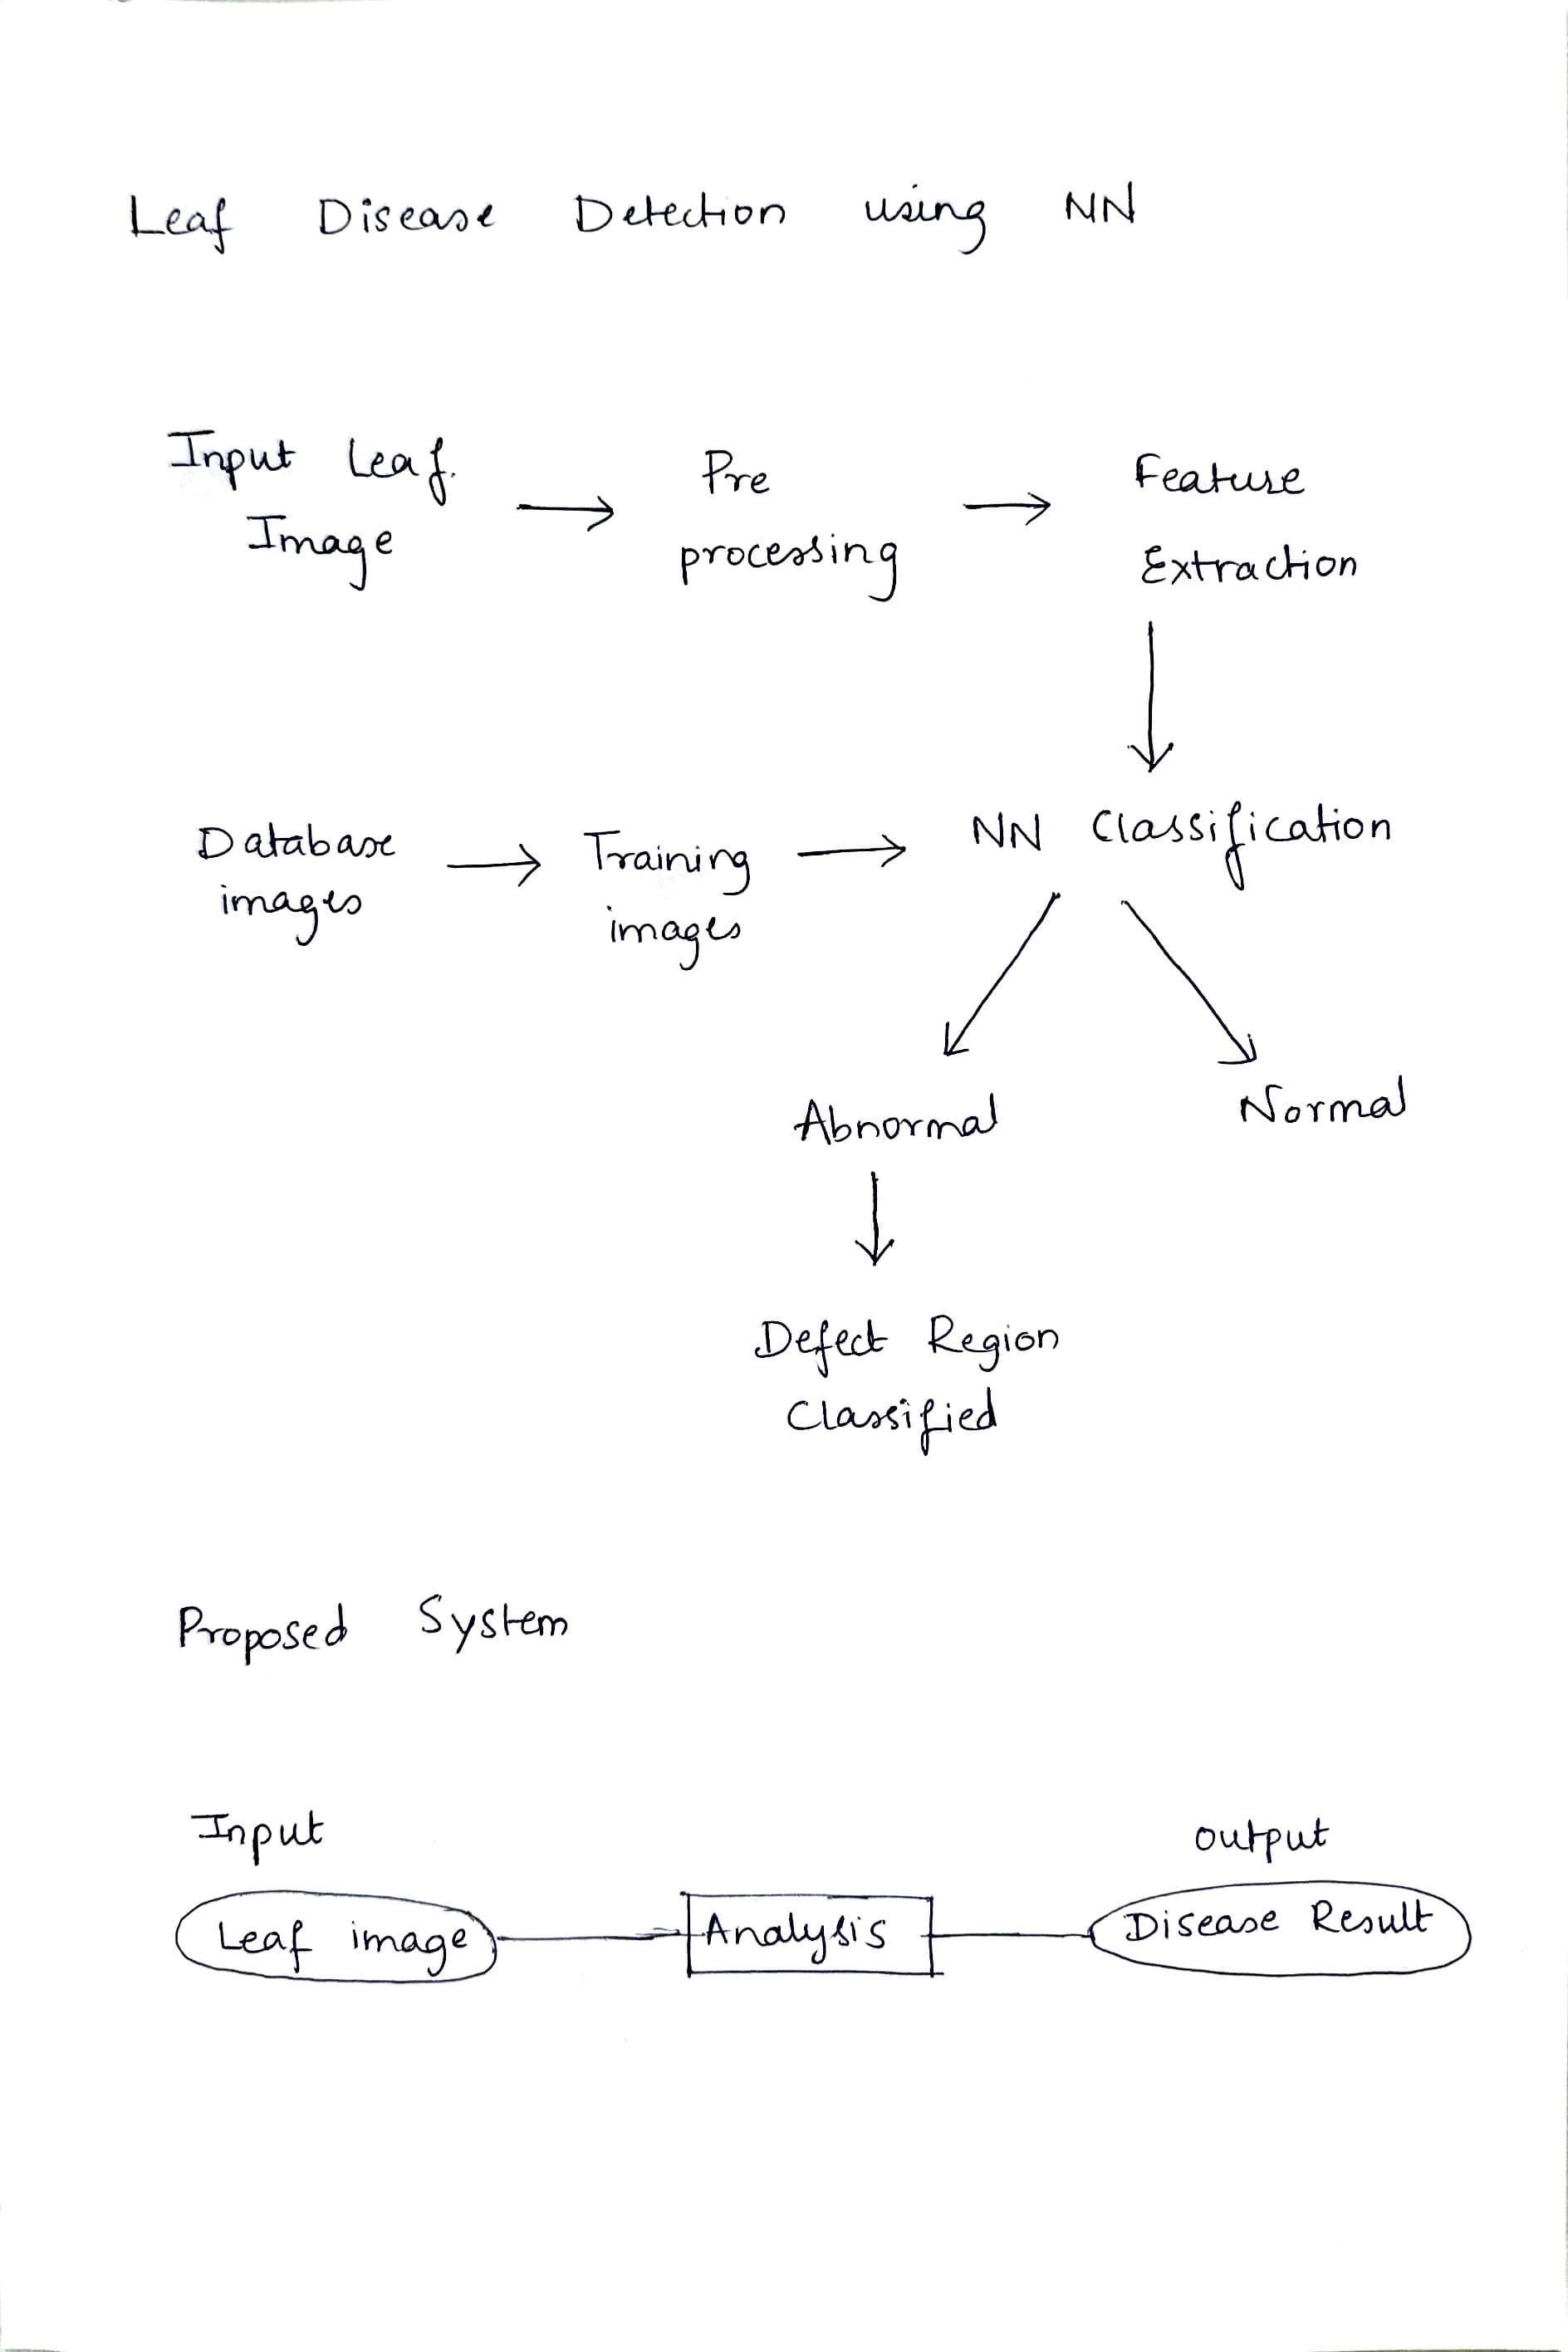 Leaf Disease Detection using NN
Input Leaf.
Image
Pre
processing
Feature
Extraction
Database
images
Training
images
NN Classification
Abnormal
Normal
Defect Region
Classified
Proposed System
Input
output
Leaf image
Analysis
Disease Result